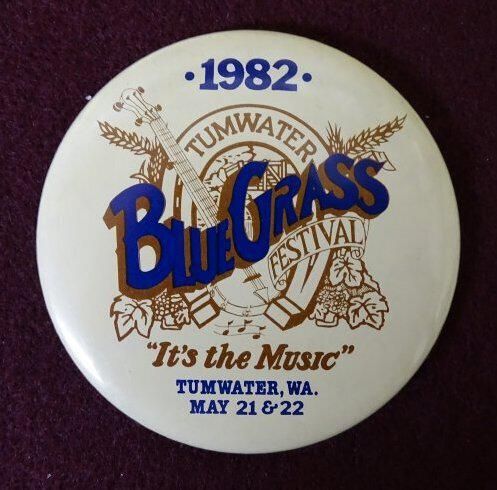 ·1982·
TUMWATER
BLUEGRASS
FESTIVAL
"It's the Music"
TUMWATER, WA.
MAY 21 & 22